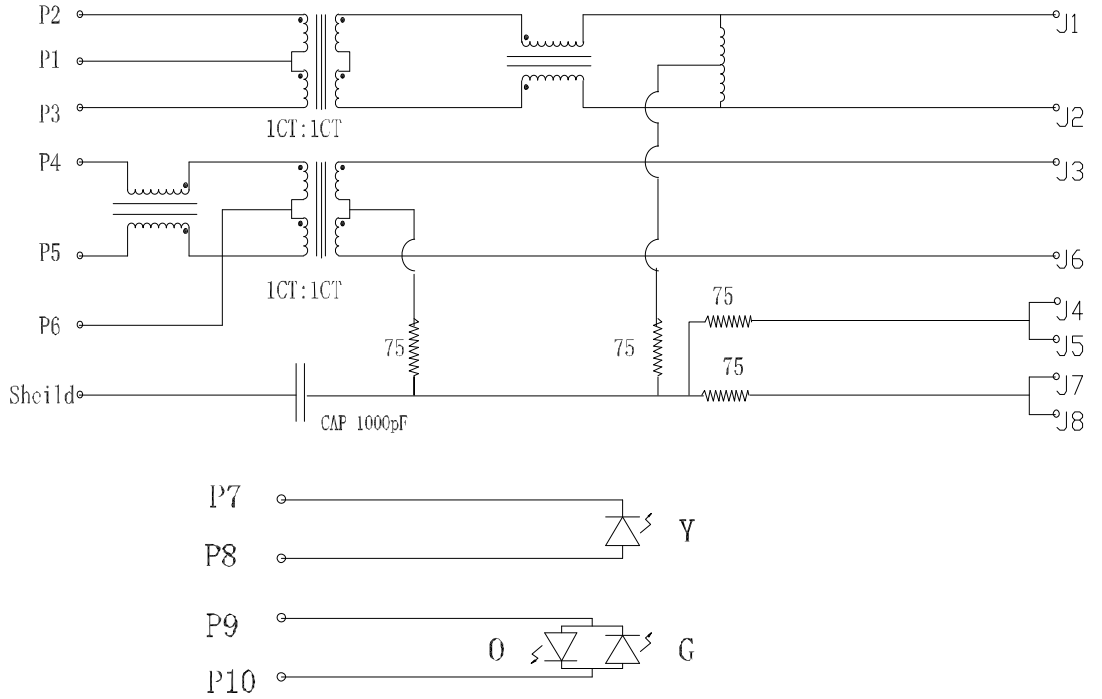 P2
J1
P1
P3
J2
1CT:1CT
P4
J3
P5
J6
1CT:1CT
75
J4
P6
75
75
J5
75
J7
Sheild
J8
CAP 1000pF
P7
Y
P8
P9
O
G
P10